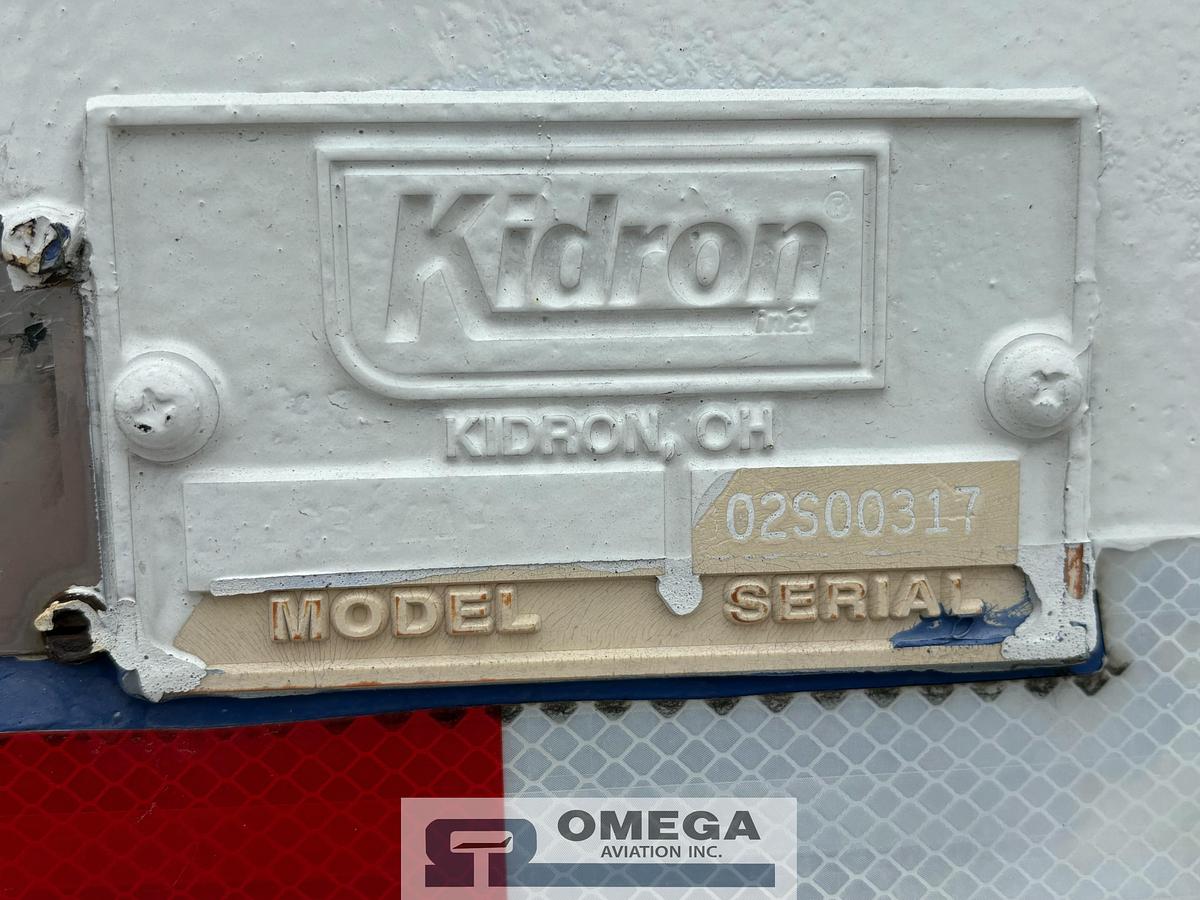 Kidron®
inc.
KIDRON, OH
02S00317
MODEL SERIAL
OMEGA
AVIATION INC.